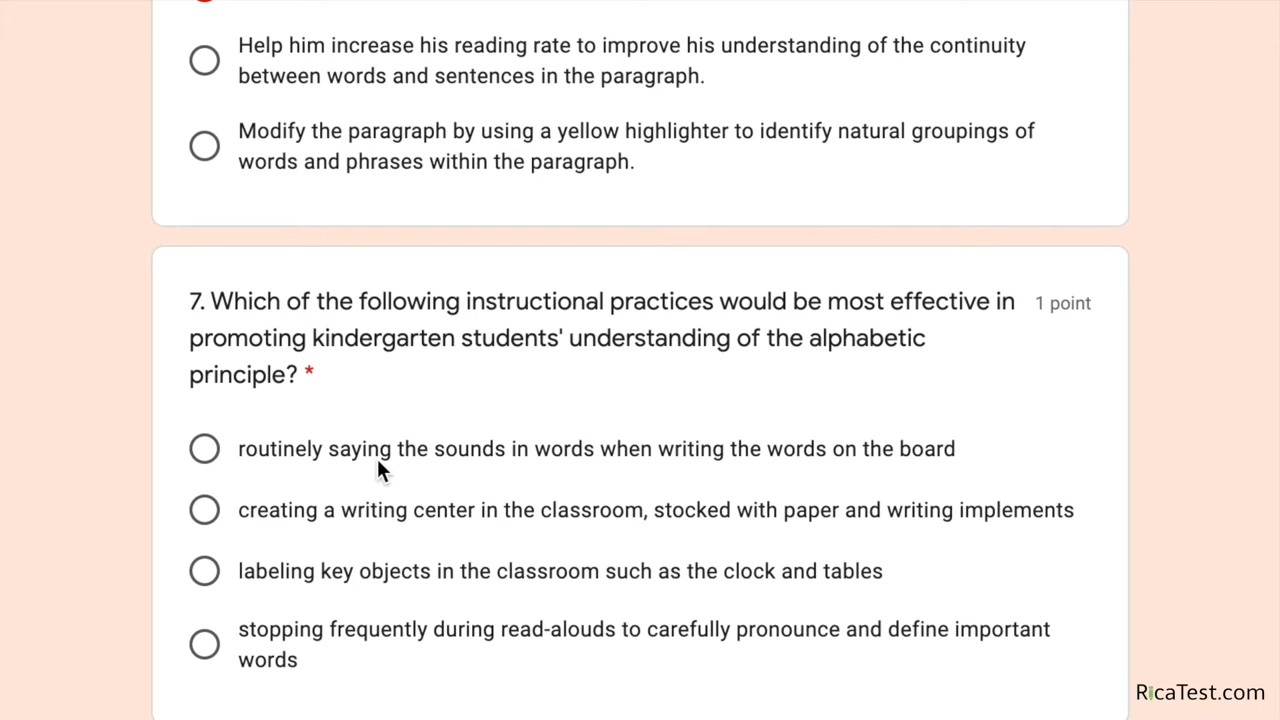 Help him increase his reading rate to improve his understanding of the continuity
between words and sentences in the paragraph.
Modify the paragraph by using a yellow highlighter to identify natural groupings of
words and phrases within the paragraph.
7. Which of the following instructional practices would be most effective in 1 point
promoting kindergarten students' understanding of the alphabetic
principle? *
routinely saying the sounds in words when writing the words on the board
creating a writing center in the classroom, stocked with paper and writing implements
labeling key objects in the classroom such as the clock and tables
stopping frequently during read-alouds to carefully pronounce and define important
words
RicaTest.com